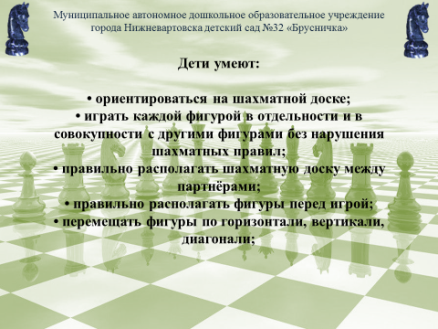 Муниципальное автономное дошкольное образовательное учреждение
города Нижневартовска детский сад №32 «Брусничка»
Дети умеют:
• ориентироваться на шахматной доске;
• играть каждой фигурой в отдельности и в
совокупности с другими фигурами без нарушения
шахматных правил;
• правильно располагать шахматную доску между
партнёрами;
• правильно располагать фигуры перед игрой;
• перемещать фигуры по горизонтали, вертикали,
диагонали;